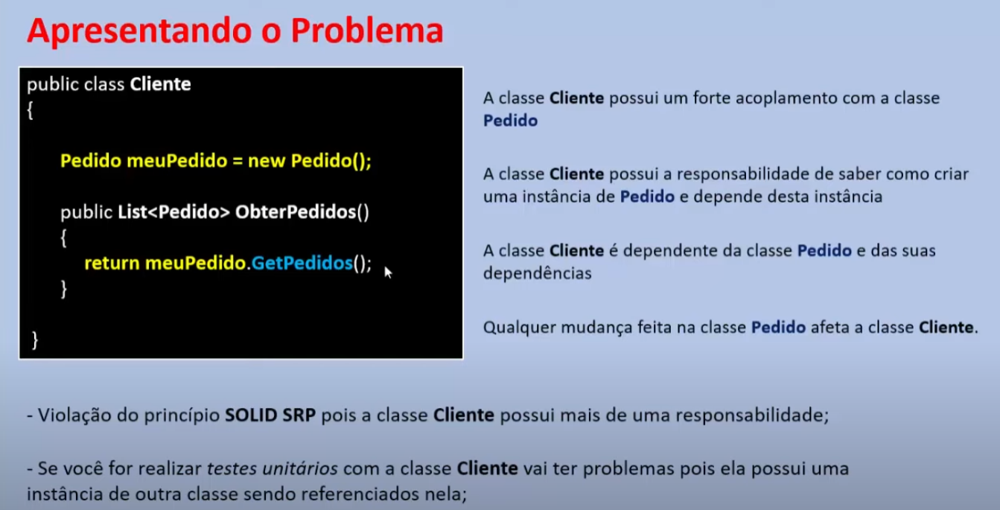 Apresentando o Problema
public class Cliente
{
Pedido meuPedido = new Pedido();
public List<Pedido> ObterPedidos()
{
return meuPedido.GetPedidos();
}
}
A classe Cliente possui um forte acoplamento com a classe
Pedido
A classe Cliente possui a responsabilidade de saber como criar
uma instância de Pedido e depende desta instância
A classe Cliente é dependente da classe Pedido e das suas
dependências
Qualquer mudança feita na classe Pedido afeta a classe Cliente.
- Violação do princípio SOLID SRP pois a classe Cliente possui mais de uma responsabilidade;
- Se você for realizar testes unitários com a classe Cliente vai ter problemas pois ela possui uma
instância de outra classe sendo referenciados nela;